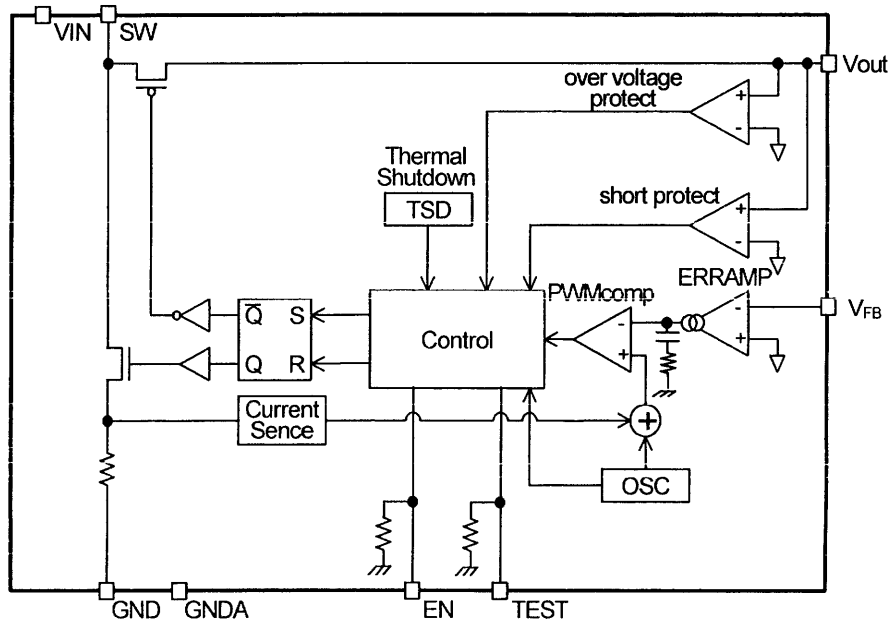 VIN SW
Vout
over voltage
protect
+
-
Thermal
Shutdown
TSD
short protect
+
-
ERRAMP
PWMcomp
VFB
-
+
-
+
Control
Q̅ S
Q R
Current
Sence
+
OSC
GND GNDA EN TEST